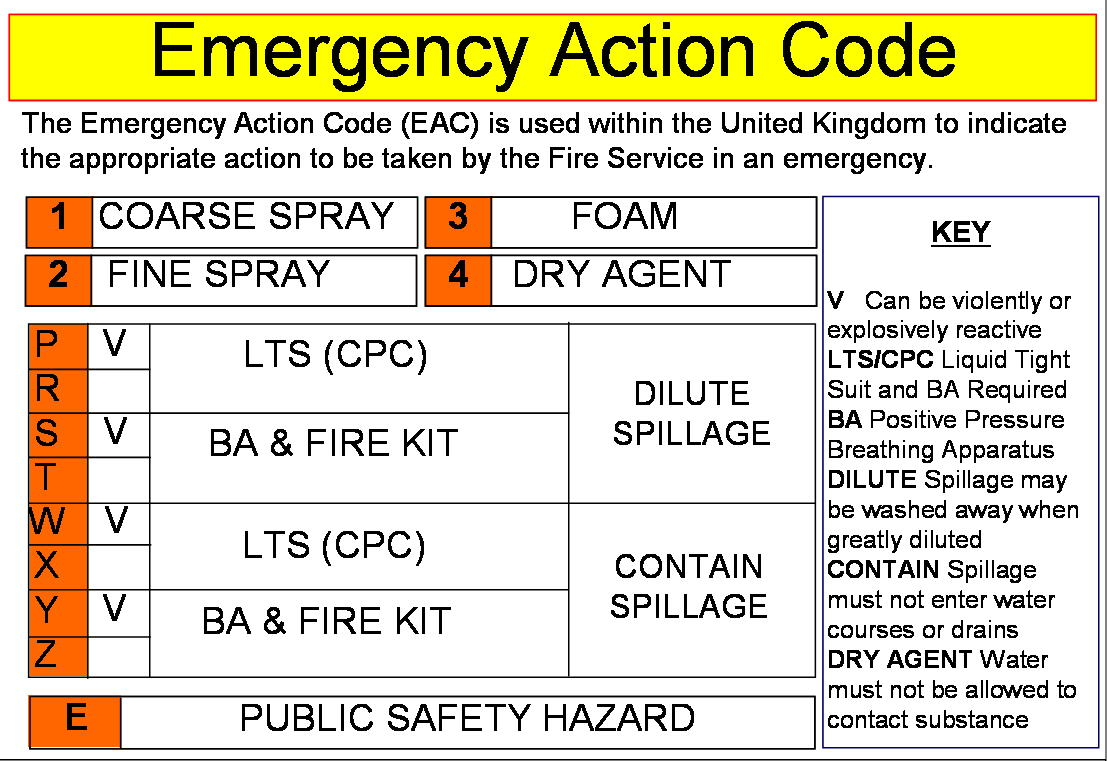 Emergency Action Code
The Emergency Action Code (EAC) is used within the United Kingdom to indicate
the appropriate action to be taken by the Fire Service in an emergency.
1 COARSE SPRAY
3 FOAM
2 FINE SPRAY
4 DRY AGENT
P V
LTS (CPC)
R
S V
BA & FIRE KIT
T
DILUTE
SPILLAGE
W V
LTS (CPC)
X
Y V
BA & FIRE KIT
Z
CONTAIN
SPILLAGE
E PUBLIC SAFETY HAZARD
KEY
V Can be violently or
explosively reactive
LTS/CPC Liquid Tight
Suit and BA Required
BA Positive Pressure
Breathing Apparatus
DILUTE Spillage may
be washed away when
greatly diluted
CONTAIN Spillage
must not enter water
courses or drains
DRY AGENT Water
must not be allowed to
contact substance